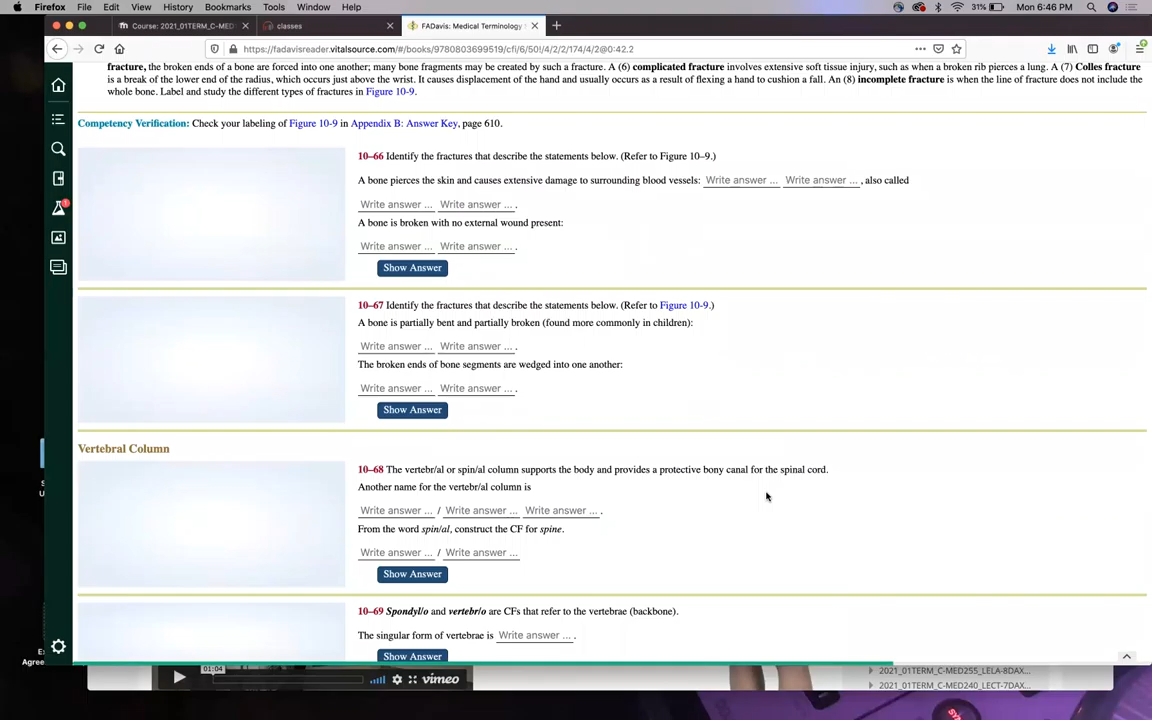 Firefox File Edit View History Bookmarks Tools Window Help 31% Mon 6:46 PM
Course: 2021_01TERM_C-MED classes FADavis: Medical Terminology
https://fadavisreader.vitalsource.com/#/books/9780803699519/cfi/6/50!/4/2/2/174/4/2@0:42.2
fracture, the broken ends of a bone are forced into one another; many bone fragments may be created by such a fracture. A (6) complicated fracture involves extensive soft tissue injury, such as when a broken rib pierces a lung. A (7) Colles fracture
is a break of the lower end of the radius, which occurs just above the wrist. It causes displacement of the hand and usually occurs as a result of flexing a hand to cushion a fall. An (8) incomplete fracture is when the line of fracture does not include the
whole bone. Label and study the different types of fractures in Figure 10-9.
Competency Verification: Check your labeling of Figure 10-9 in Appendix B: Answer Key, page 610.
10–66 Identify the fractures that describe the statements below. (Refer to Figure 10–9.)
A bone pierces the skin and causes extensive damage to surrounding blood vessels: Write answer ... Write answer ... , also called
Write answer ... Write answer ... .
A bone is broken with no external wound present:
Write answer ... Write answer ... .
Show Answer
10–67 Identify the fractures that describe the statements below. (Refer to Figure 10-9.)
A bone is partially bent and partially broken (found more commonly in children):
Write answer ... Write answer ... .
The broken ends of bone segments are wedged into one another:
Write answer ... Write answer ... .
Show Answer
Vertebral Column
10–68 The vertebr/al or spin/al column supports the body and provides a protective bony canal for the spinal cord.
Another name for the vertebr/al column is
Write answer ... / Write answer ... Write answer ... .
From the word spin/al, construct the CF for spine.
Write answer ... / Write answer ...
Show Answer
10–69 Spondyl/o and vertebr/o are CFs that refer to the vertebrae (backbone).
The singular form of vertebrae is Write answer ... .
Show Answer
Agree
01:04
vimeo
2021_01TERM_C-MED255_LELA-8DAX...
2021_01TERM_C-MED240_LECT-7DAX...